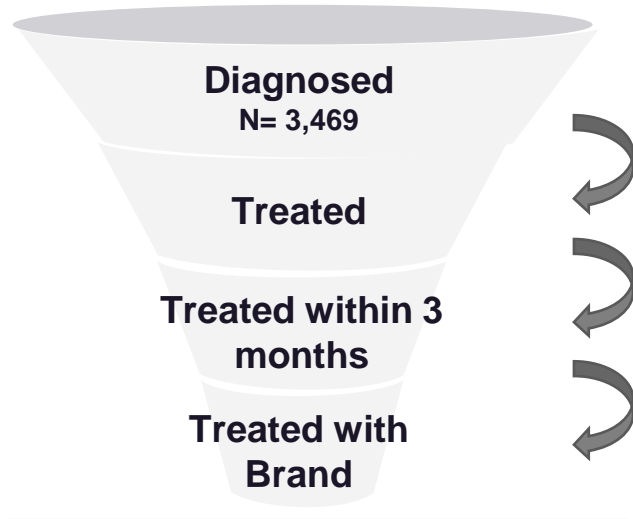 Diagnosed
N= 3,469
Treated
Treated within 3
months
Treated with
Brand